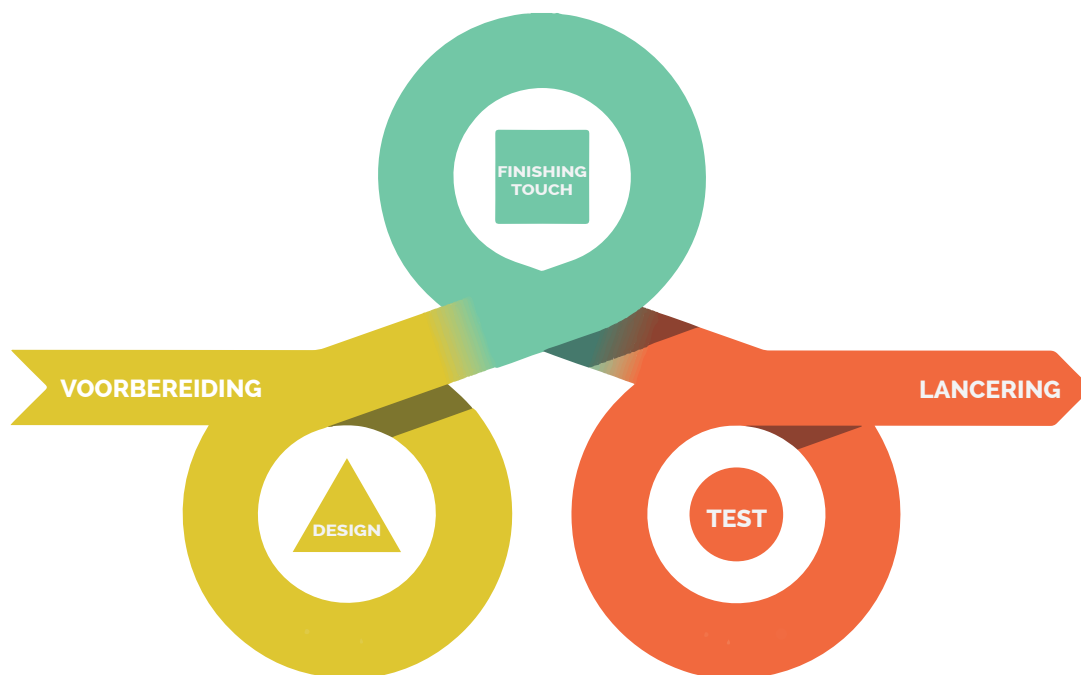 FINISHING
TOUCH
VOORBEREIDING
LANCERING
DESIGN
TEST